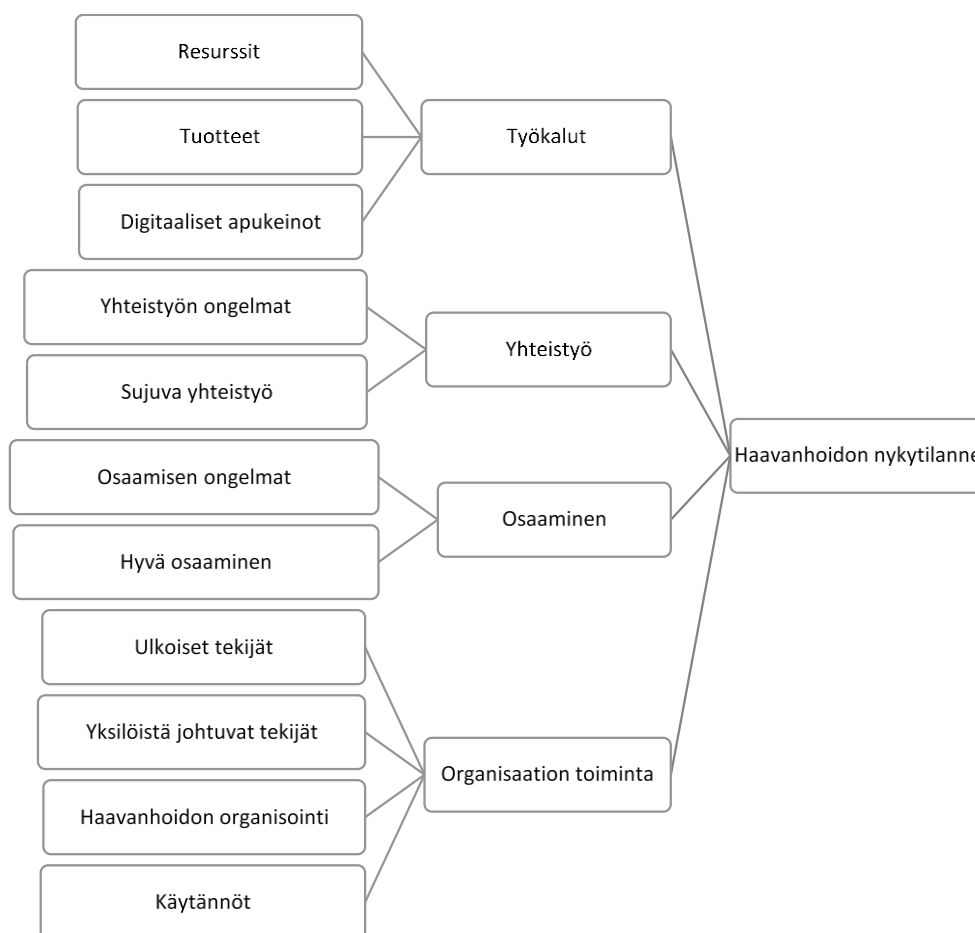 Resurssit
Tuotteet
Digitaaliset apukeinot
Työkalut
Yhteistyön ongelmat
Sujuva yhteistyö
Yhteistyö
Osaamisen ongelmat
Hyvä osaaminen
Osaaminen
Ulkoiset tekijät
Yksilöistä johtuvat tekijät
Haavanhoidon organisointi
Käytännöt
Organisaation toiminta
Haavanhoidon nykytilanne